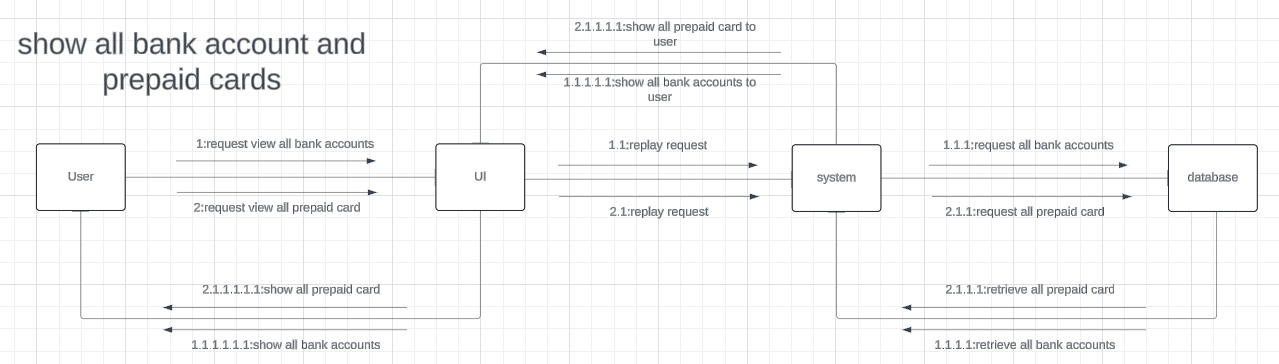 show all bank account and
prepaid cards
2.1.1.1.1:show all prepaid card to
user
1.1.1.1.1:show all bank accounts to
user
1:request view all bank accounts
1.1:replay request
1.1.1:request all bank accounts
User
UI
system
database
2:request view all prepaid card
2.1:replay request
2.1.1:request all prepaid card
2.1.1.1.1.1:show all prepaid card
2.1.1.1:retrieve all prepaid card
1.1.1.1.1.1:show all bank accounts
1.1.1.1:retrieve all bank accounts